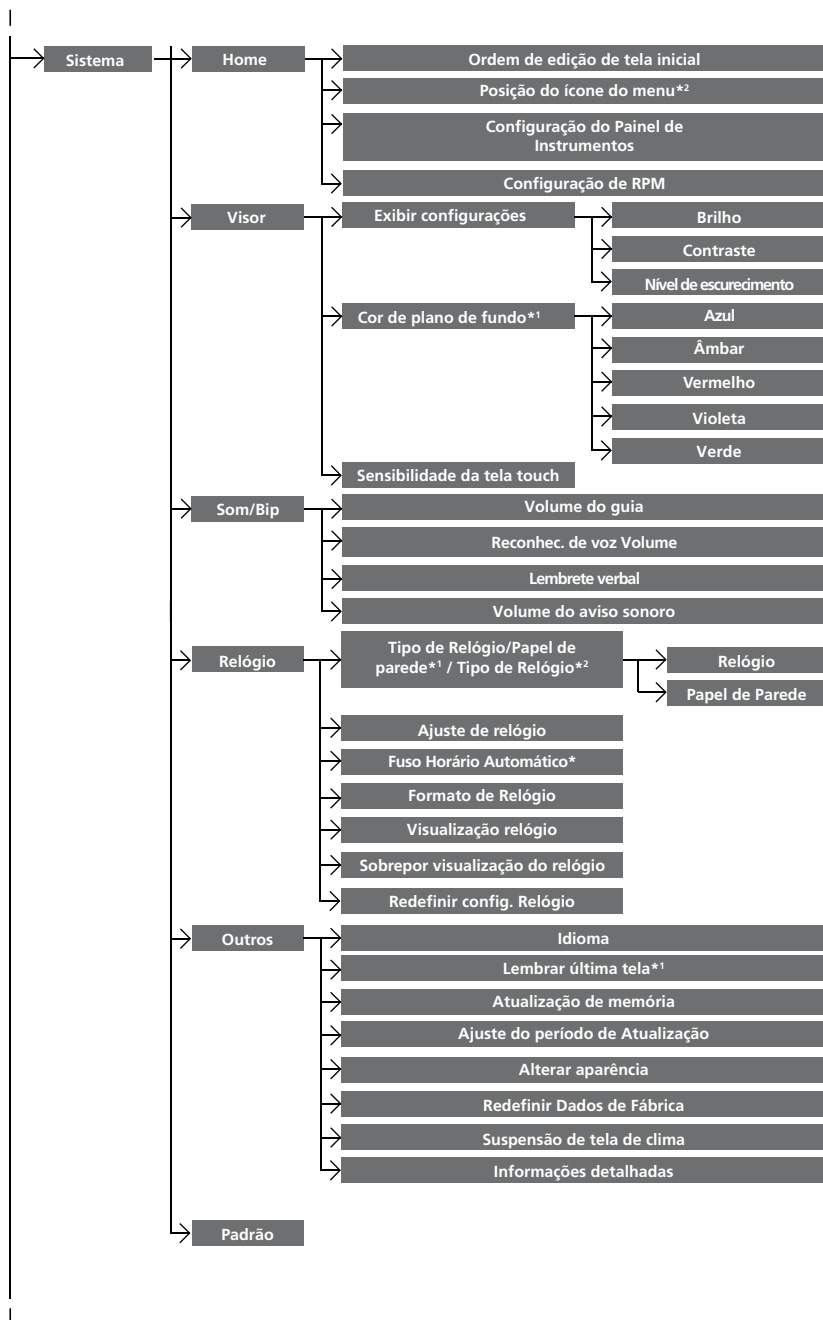 Sistema
Home
Ordem de edição de tela inicial
Posição do ícone do menu*2
Configuração do Painel de
Instrumentos
Configuração de RPM
Visor
Exibir configurações
Brilho
Contraste
Nível de escurecimento
Cor de plano de fundo*1
Azul
Âmbar
Vermelho
Violeta
Verde
Sensibilidade da tela touch
Som/Bip
Volume do guia
Reconhec. de voz Volume
Lembrete verbal
Volume do aviso sonoro
Relógio
Tipo de Relógio/Papel de
parede*1 / Tipo de Relógio*2
Relógio
Papel de Parede
Ajuste de relógio
Fuso Horário Automático*
Formato de Relógio
Visualização relógio
Sobrepor visualização do relógio
Redefinir config. Relógio
Outros
Idioma
Lembrar última tela*1
Atualização de memória
Ajuste do período de Atualização
Alterar aparência
Redefinir Dados de Fábrica
Suspensão de tela de clima
Informações detalhadas
Padrão